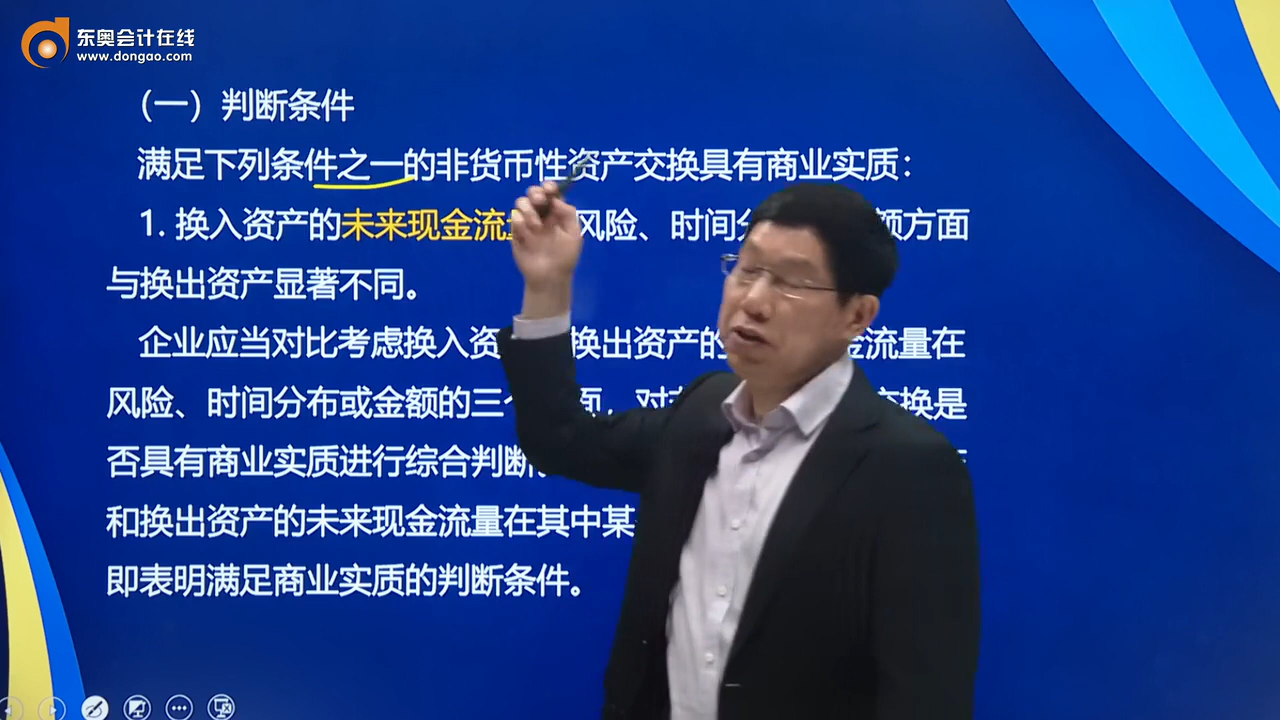 东奥会计在线
www.dongao.com
（一）判断条件
满足下列条件之一的非货币性资产交换具有商业实质：
1. 换入资产的未来现金流 风险、时间 额方面
与换出资产显著不同。
企业应当对比考虑换入资 换出资产的 金流量在
风险、时间分布或金额的三 面，对 交换是
否具有商业实质进行综合判断
和换出资产的未来现金流量在其中某
即表明满足商业实质的判断条件。